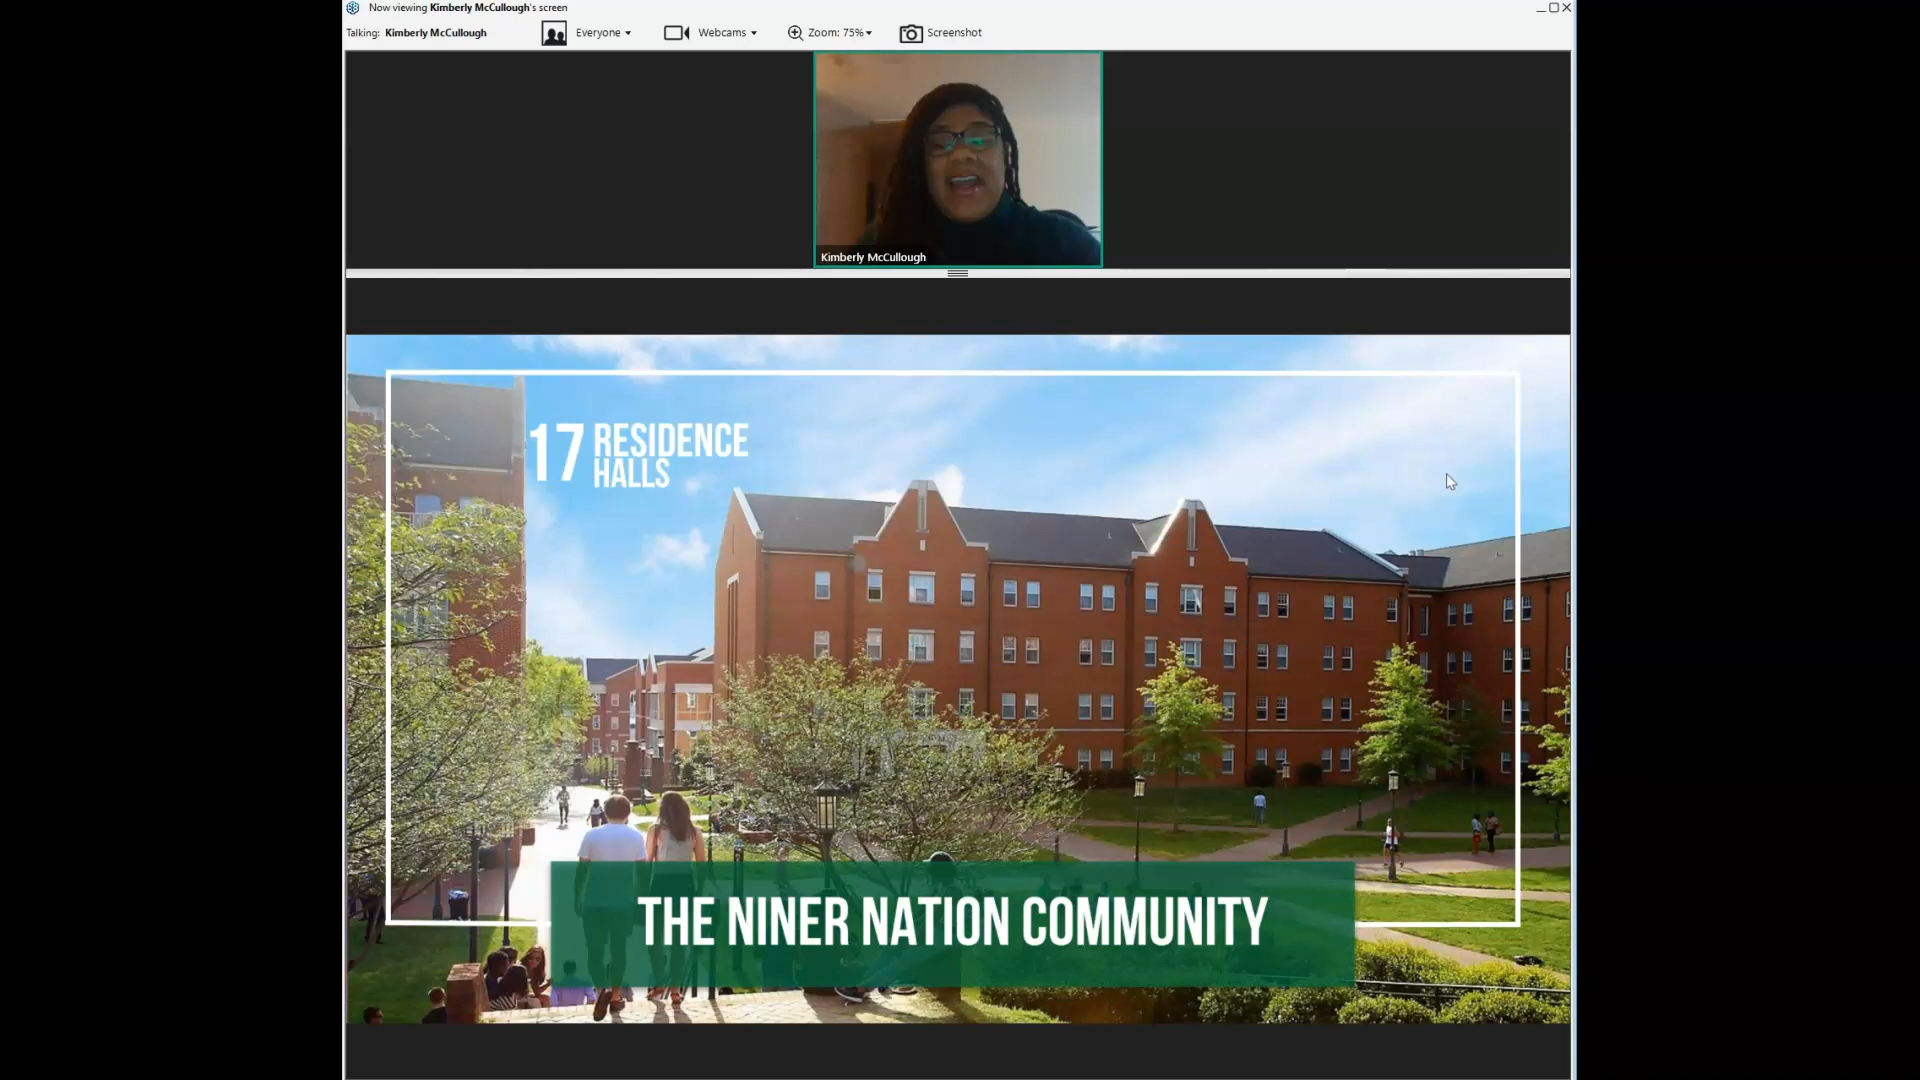 Now viewing Kimberly McCullough's screen
Talking: Kimberly McCullough
Everyone
Webcams
Zoom: 75%
Screenshot
Kimberly McCullough
17 RESIDENCE
HALLS
THE NINER NATION COMMUNITY